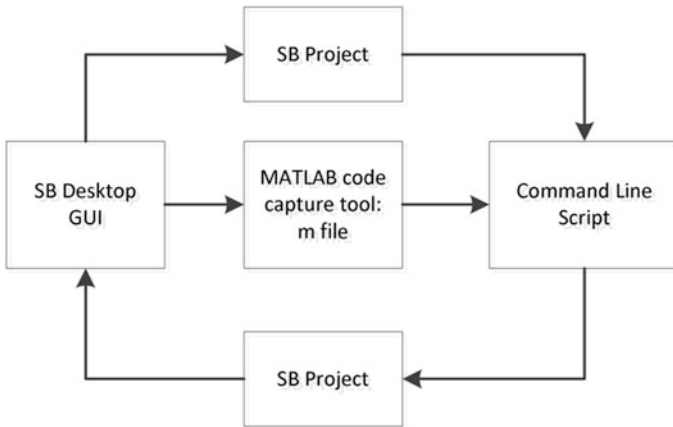 SB Project
SB Desktop
GUI
MATLAB code
capture tool:
m file
Command Line
Script
SB Project